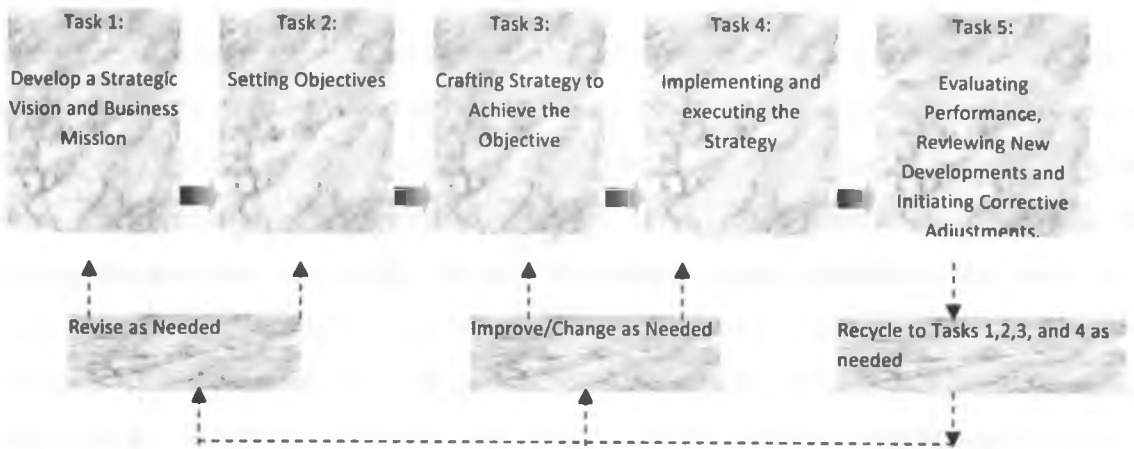 Task 1:
Develop a Strategic
Vision and Business
Mission
Task 2:
Setting Objectives
Task 3:
Crafting Strategy to
Achieve the
Objective
Task 4:
Implementing and
executing the
Strategy
Task 5:
Evaluating
Performance,
Reviewing New
Developments and
Initiating Corrective
Adjustments.
Revise as Needed
Improve/Change as Needed
Recycle to Tasks 1,2,3, and 4 as
needed